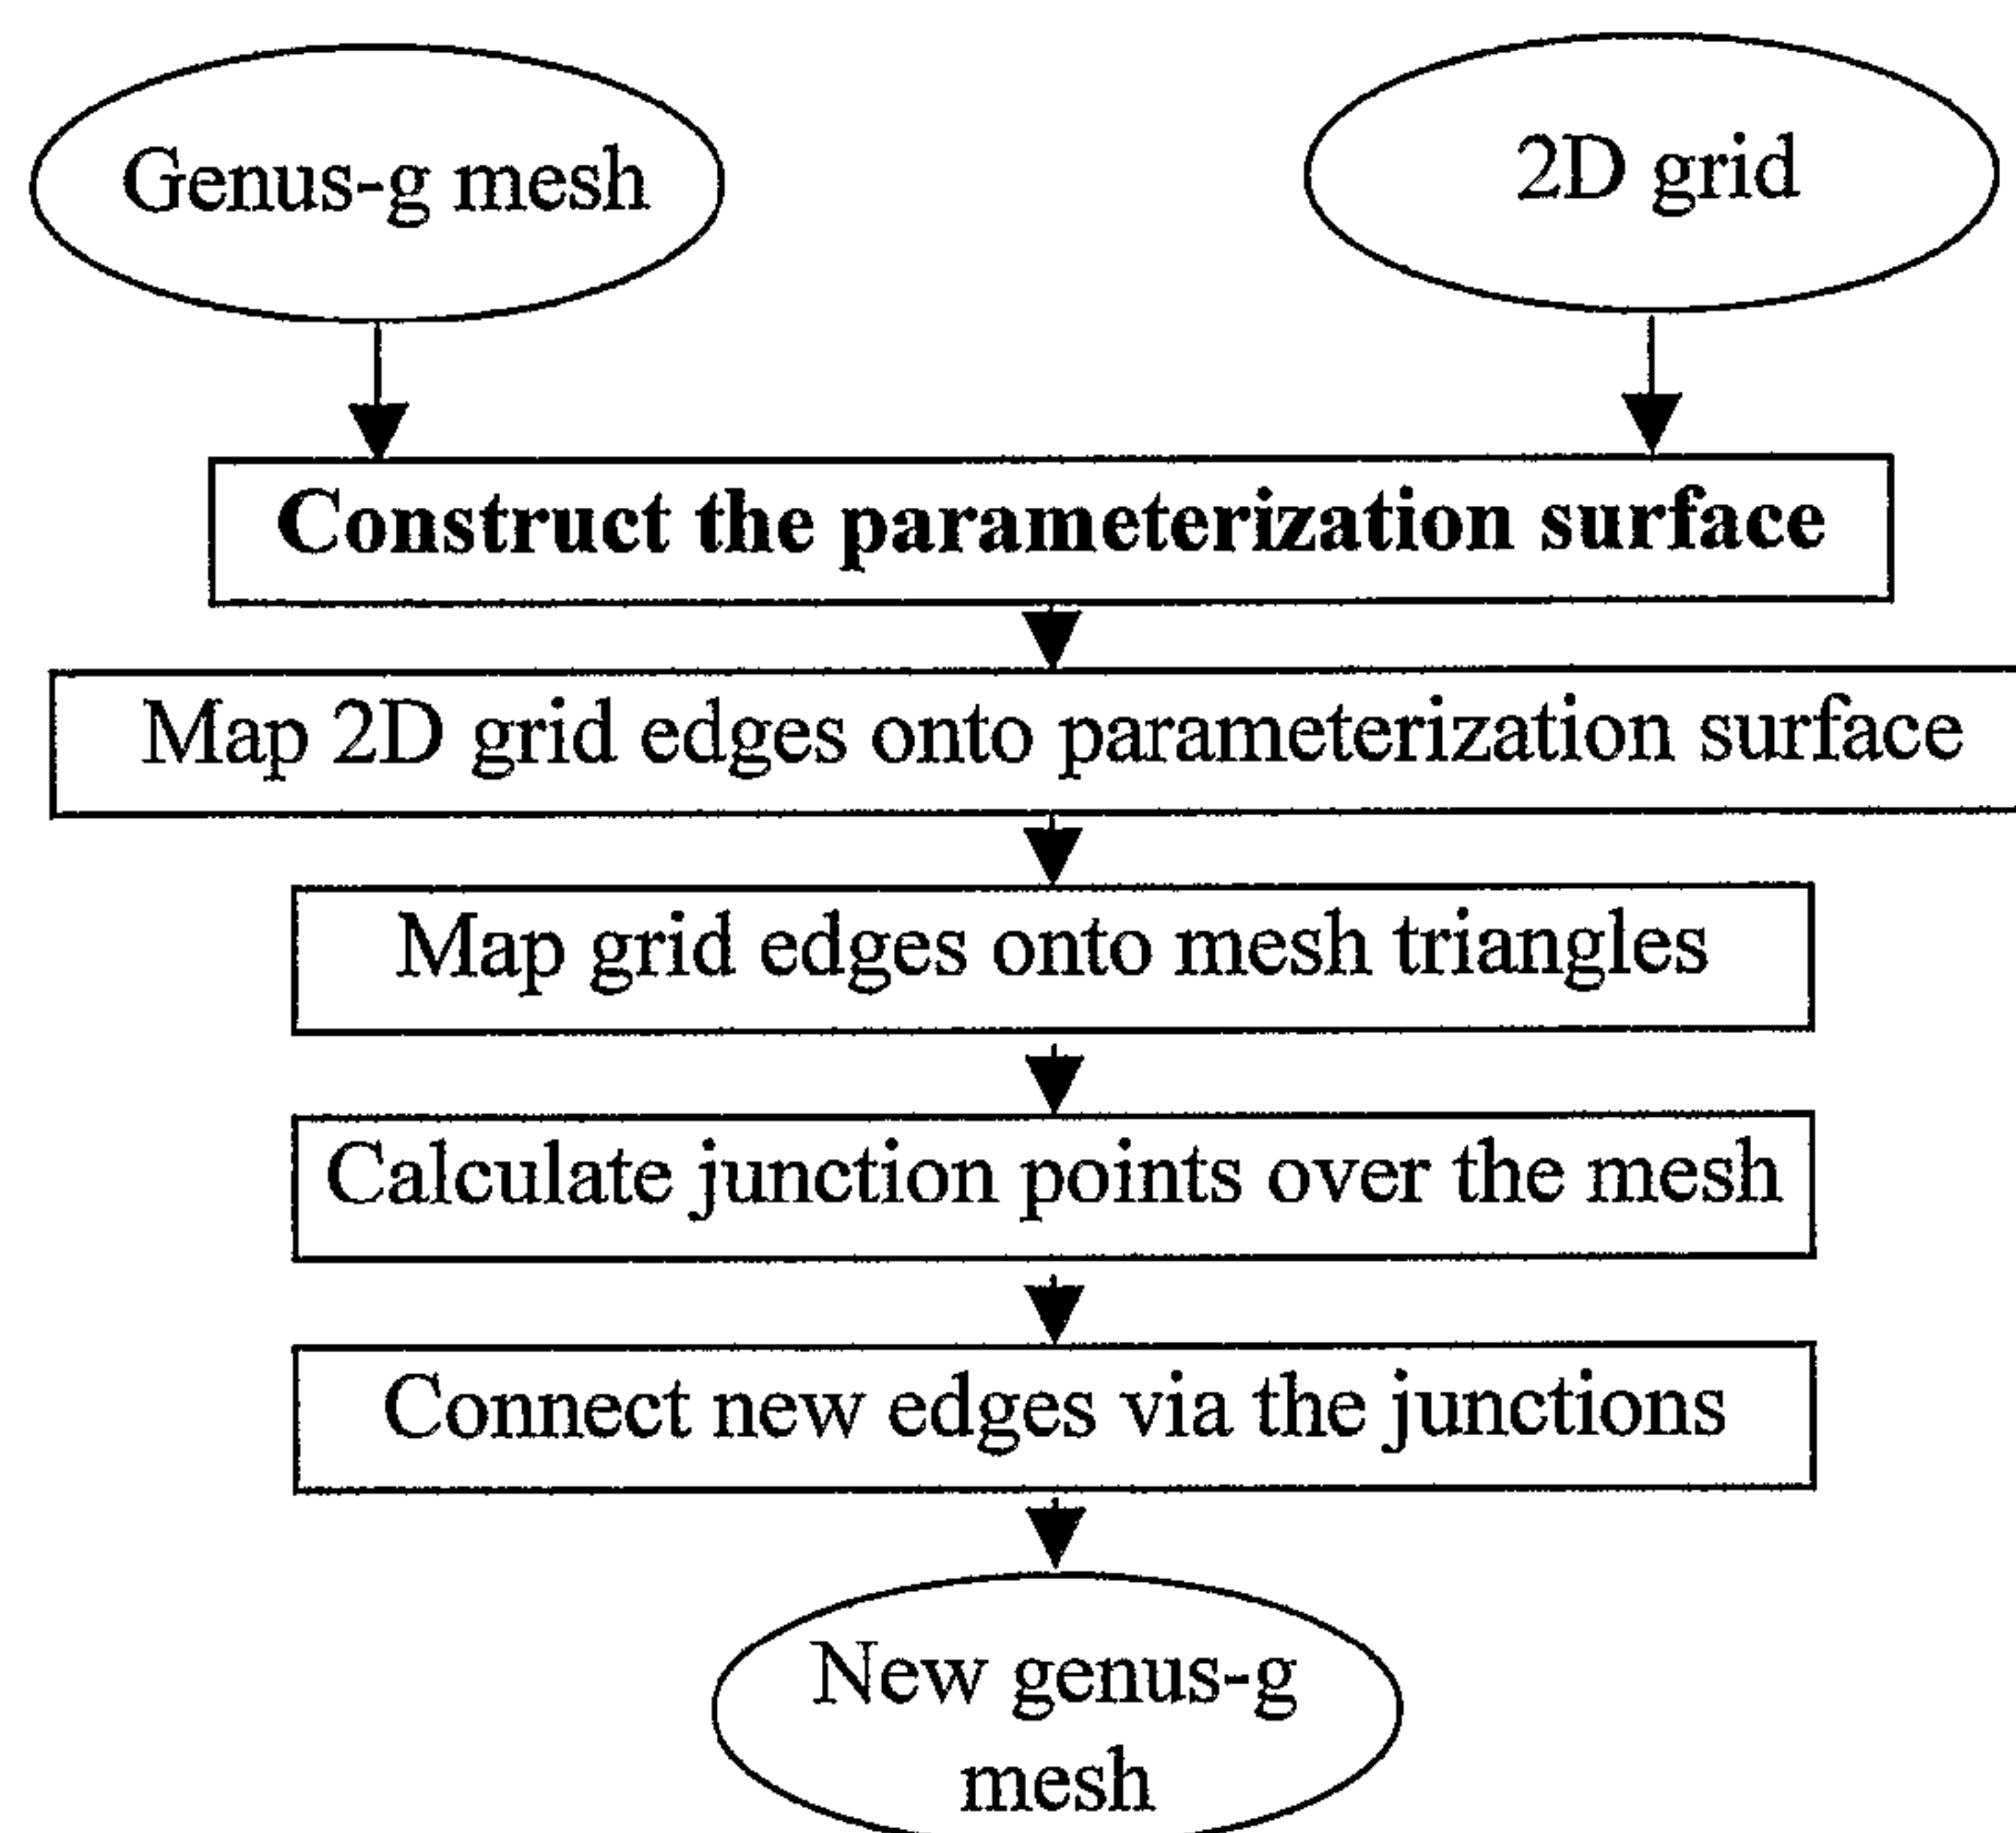 Genus-g mesh
2D grid
Construct the parameterization surface
Map 2D grid edges onto parameterization surface
Map grid edges onto mesh triangles
Calculate junction points over the mesh
Connect new edges via the junctions
New genus-g
mesh